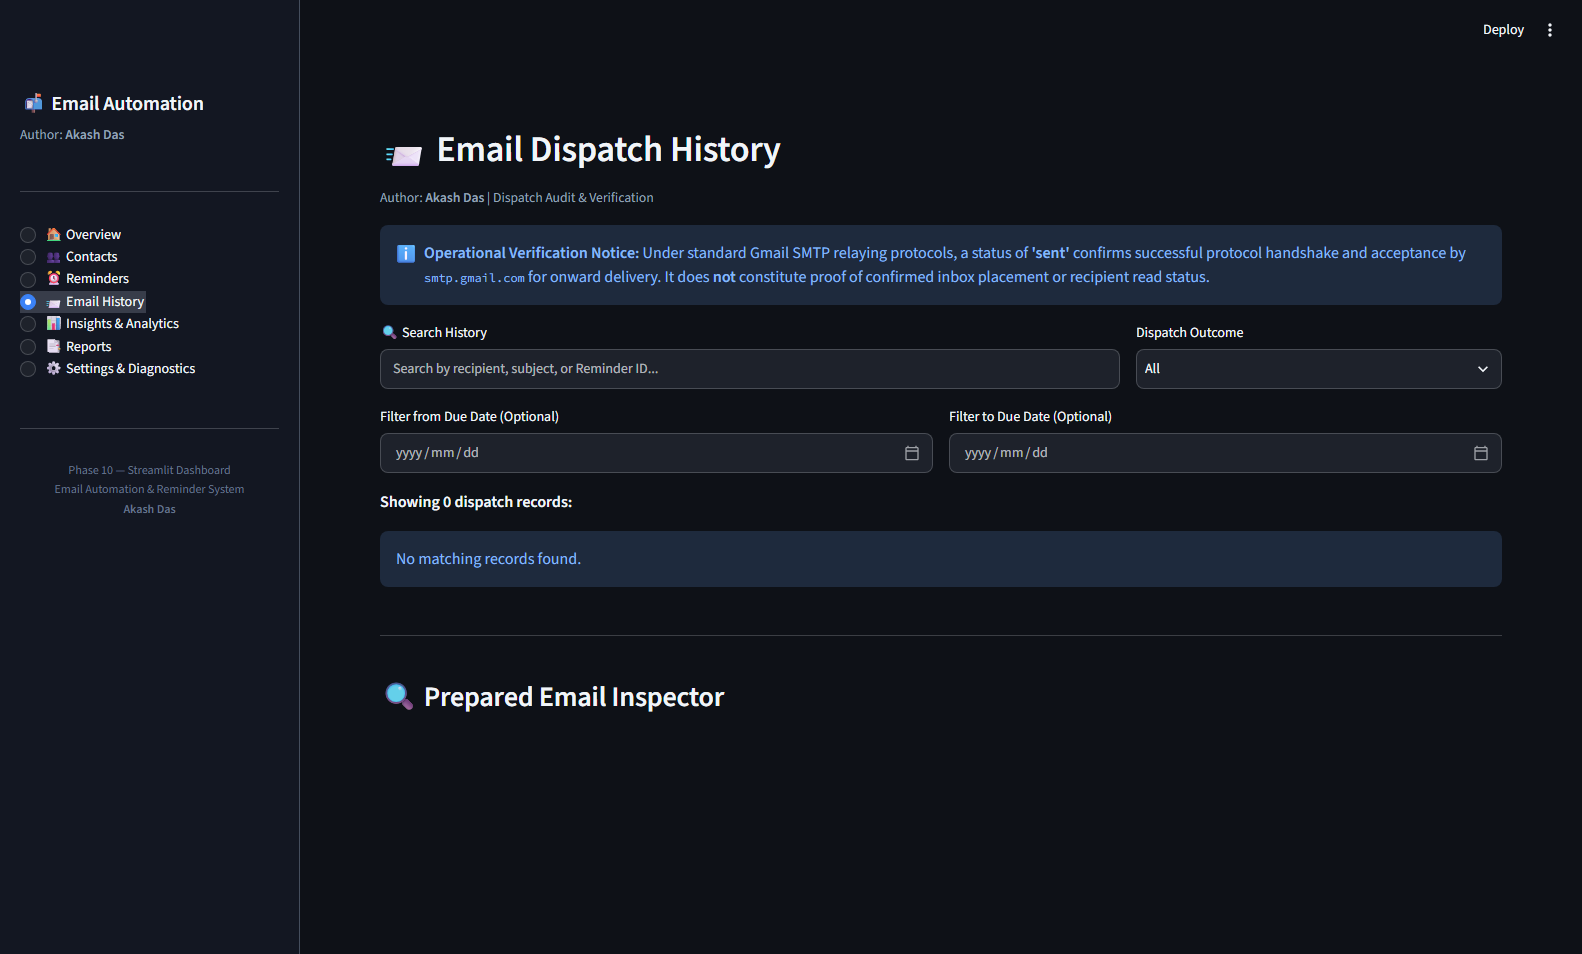 Deploy
Email Automation
Author: Akash Das
Overview
Contacts
Reminders
Email History
Insights & Analytics
Reports
Settings & Diagnostics
Phase 10 — Streamlit Dashboard
Email Automation & Reminder System
Akash Das
Email Dispatch History
Author: Akash Das | Dispatch Audit & Verification
Operational Verification Notice: Under standard Gmail SMTP relaying protocols, a status of 'sent' confirms successful protocol handshake and acceptance by
smtp.gmail.com for onward delivery. It does not constitute proof of confirmed inbox placement or recipient read status.
Search History
Dispatch Outcome
Search by recipient, subject, or Reminder ID...
All
Filter from Due Date (Optional)
Filter to Due Date (Optional)
yyyy/mm/dd
yyyy/mm/dd
Showing 0 dispatch records:
No matching records found.
Prepared Email Inspector